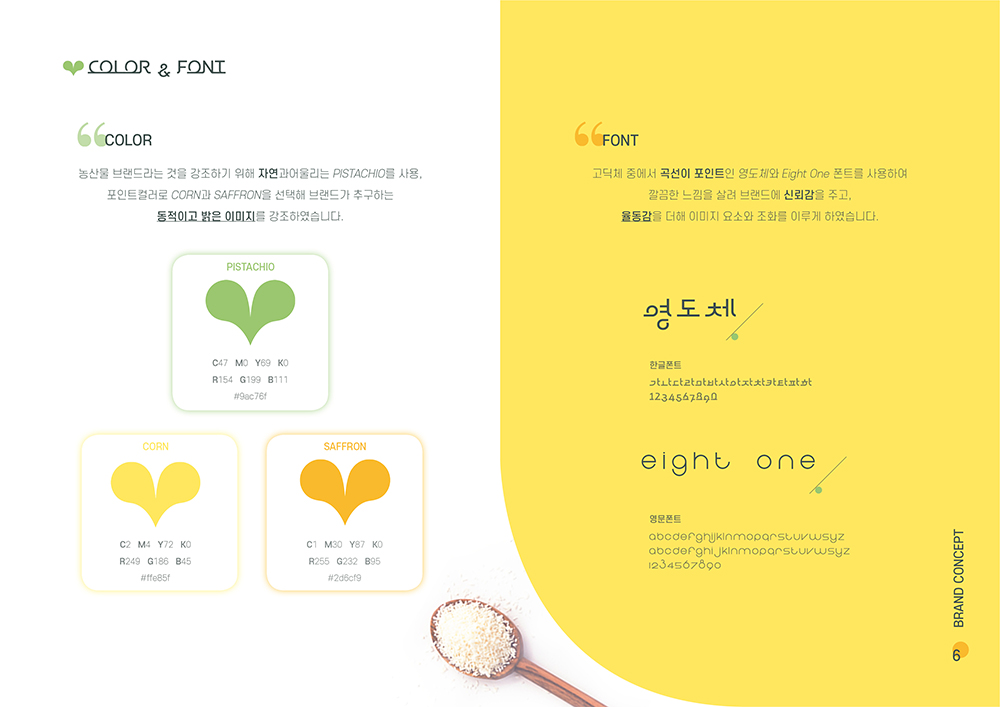 COLOR & FONT
COLOR
농산물 브랜드라는 것을 강조하기 위해 자연과어울리는 PISTACHIO를 사용,
포인트컬러로 CORN과 SAFFRON을 선택해 브랜드가 추구하는
동적이고 밝은 이미지를 강조하였습니다.
PISTACHIO
C47 M0 Y69 K0
R154 G199 B111
#9ac76f
CORN
C2 M4 Y72 K0
R249 G186 B45
#ffe85f
SAFFRON
C1 M30 Y87 K0
R255 G232 B95
#2d6cf9
FONT
고딕체 중에서 곡선이 포인트인 영도체와 Eight One 폰트를 사용하여
깔끔한 느낌을 살려 브랜드에 신뢰감을 주고,
율동감을 더해 이미지 요소와 조화를 이루게 하였습니다.
영도체
한글폰트
가나다라마바사아자차카타파하
1234567890
eight one
영문폰트
abcdefghijklnmopqrstuvwsyz
abcdefghijklnmopqrstuvwsyz
1234567890
BRAND CONCEPT
6